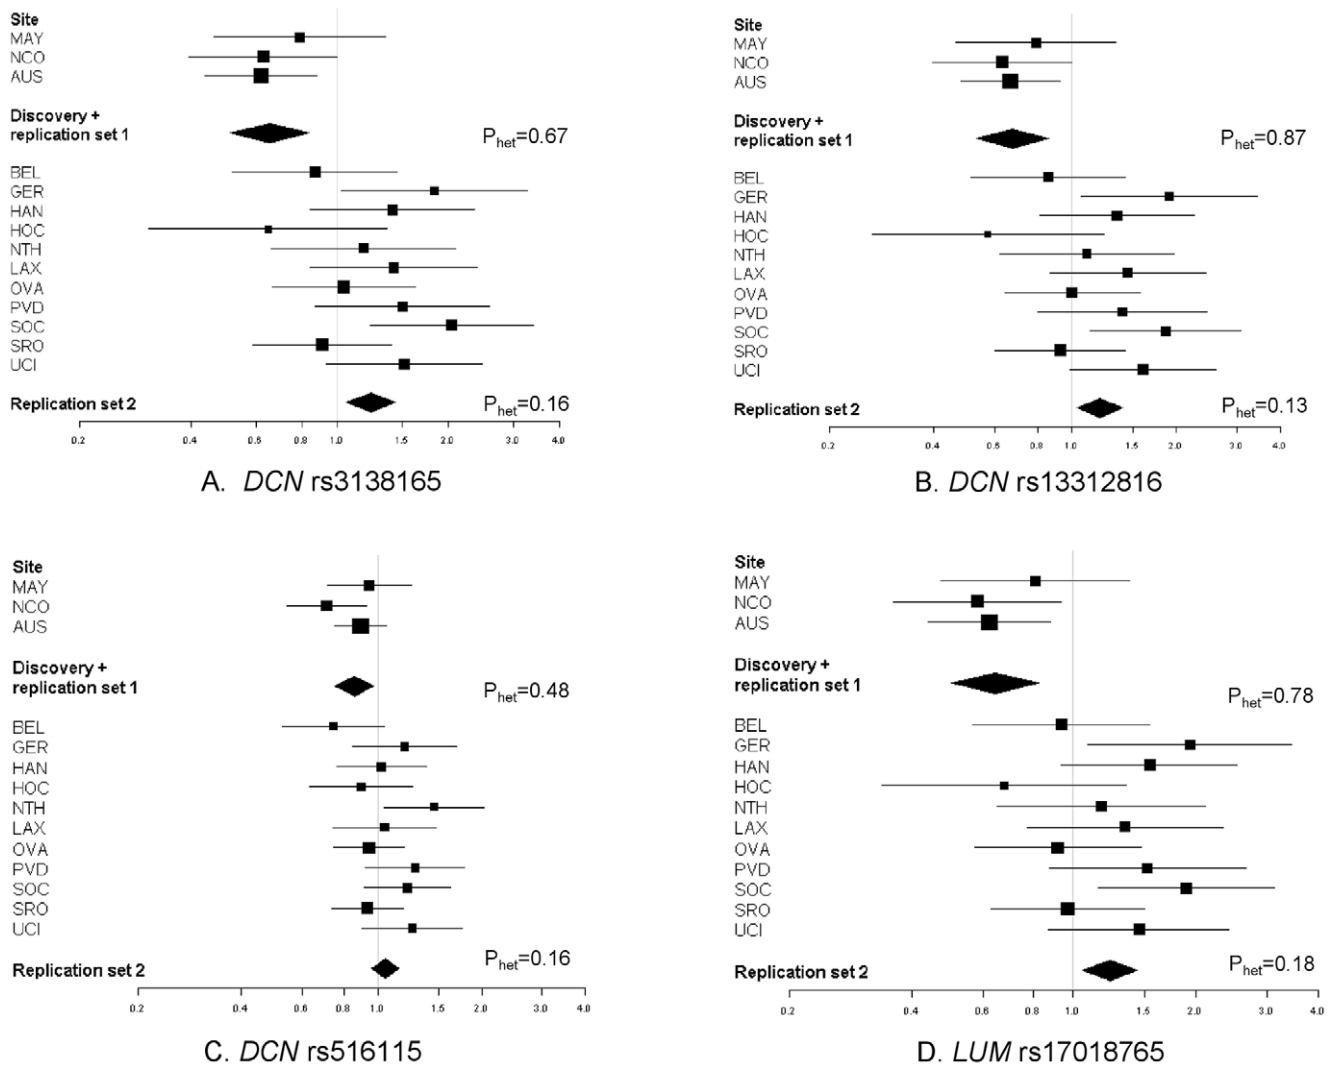 Site
MAY
NCO
AUS
Discovery +
replication set 1
P_het=0.67
BEL
GER
HAN
HOC
NTH
LAX
OVA
PVD
SOC
SRO
UCI
Replication set 2
P_het=0.16
0.2 0.4 0.6 0.8 1.0 1.5 2.0 3.0 4.0
A. DCN rs3138165
Site
MAY
NCO
AUS
Discovery +
replication set 1
P_het=0.87
BEL
GER
HAN
HOC
NTH
LAX
OVA
PVD
SOC
SRO
UCI
Replication set 2
P_het=0.13
0.2 0.4 0.6 0.8 1.0 1.5 2.0 3.0 4.0
B. DCN rs13312816
Site
MAY
NCO
AUS
Discovery +
replication set 1
P_het=0.48
BEL
GER
HAN
HOC
NTH
LAX
OVA
PVD
SOC
SRO
UCI
Replication set 2
P_het=0.16
0.2 0.4 0.6 0.8 1.0 1.5 2.0 3.0 4.0
C. DCN rs516115
Site
MAY
NCO
AUS
Discovery +
replication set 1
P_het=0.78
BEL
GER
HAN
HOC
NTH
LAX
OVA
PVD
SOC
SRO
UCI
Replication set 2
P_het=0.18
0.2 0.4 0.6 0.8 1.0 1.5 2.0 3.0 4.0
D. LUM rs17018765